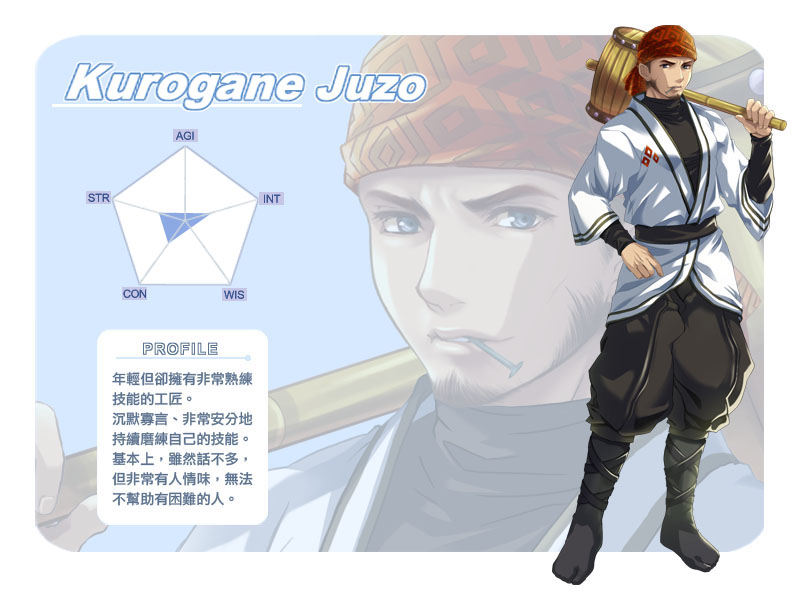 Kurogane Juzo
AGI
STR
INT
CON
WIS
PROFILE
年輕但卻擁有非常熟練
技能的工匠。
沉默寡言、非常安分地
持續磨練自己的技能。
基本上，雖然話不多，
但非常有人情味，無法
不幫助有困難的人。